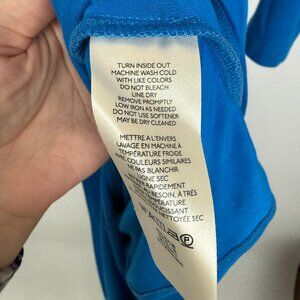 TURN INSIDE OUT
MACHINE WASH COLD
WITH LIKE COLORS
DO NOT BLEACH
LINE DRY
REMOVE PROMPTLY
LOW IRON AS NEEDED
DO NOT USE SOFTENER
MAY BE DRY CLEANED
METTRE A L'ENVERS
LAVAGE EN MACHINE À
TEMPÉRATURE FROIDE
AVEC COULEURS SIMILAIRES
NE PAS BLANCHIR
LIGNE SEC
RAPIDEMENT
AU BESOIN, À TRÈS